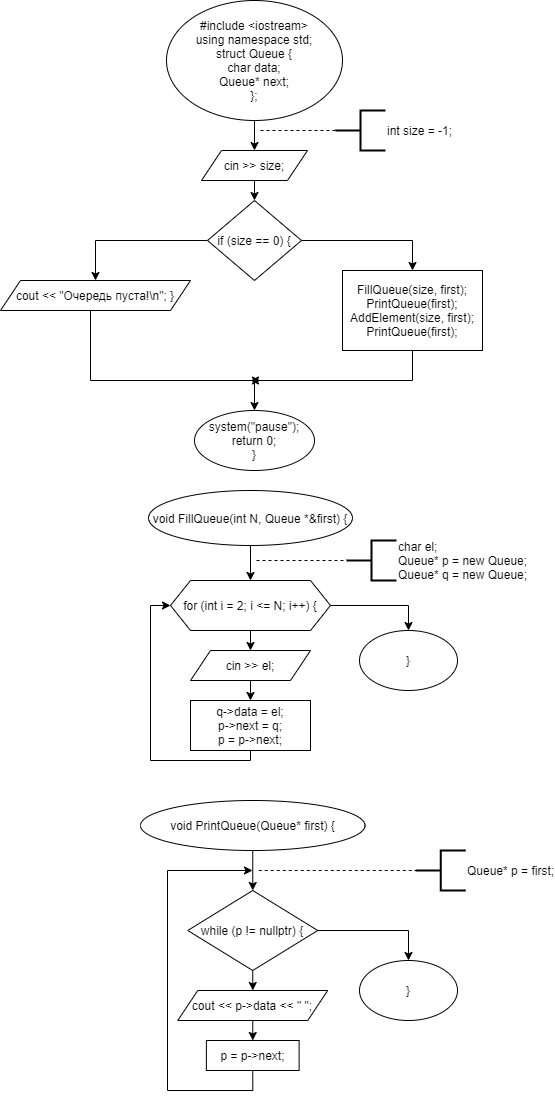 #include <iostream>
using namespace std;
struct Queue {
char data;
Queue* next;
};
int size = -1;
cin >> size;
if (size == 0) {
cout << "Очередь пуста!\n"; }
FillQueue(size, first);
PrintQueue(first);
AddElement(size, first);
PrintQueue(first);
system("pause");
return 0;
}
void FillQueue(int N, Queue *&first) {
char el;
Queue* p = new Queue;
Queue* q = new Queue;
for (int i = 2; i <= N; i++) {
}
cin >> el;
q->data = el;
p->next = q;
p = p->next;
void PrintQueue(Queue* first) {
Queue* p = first;
while (p != nullptr) {
}
cout << p->data << " ";
p = p->next;